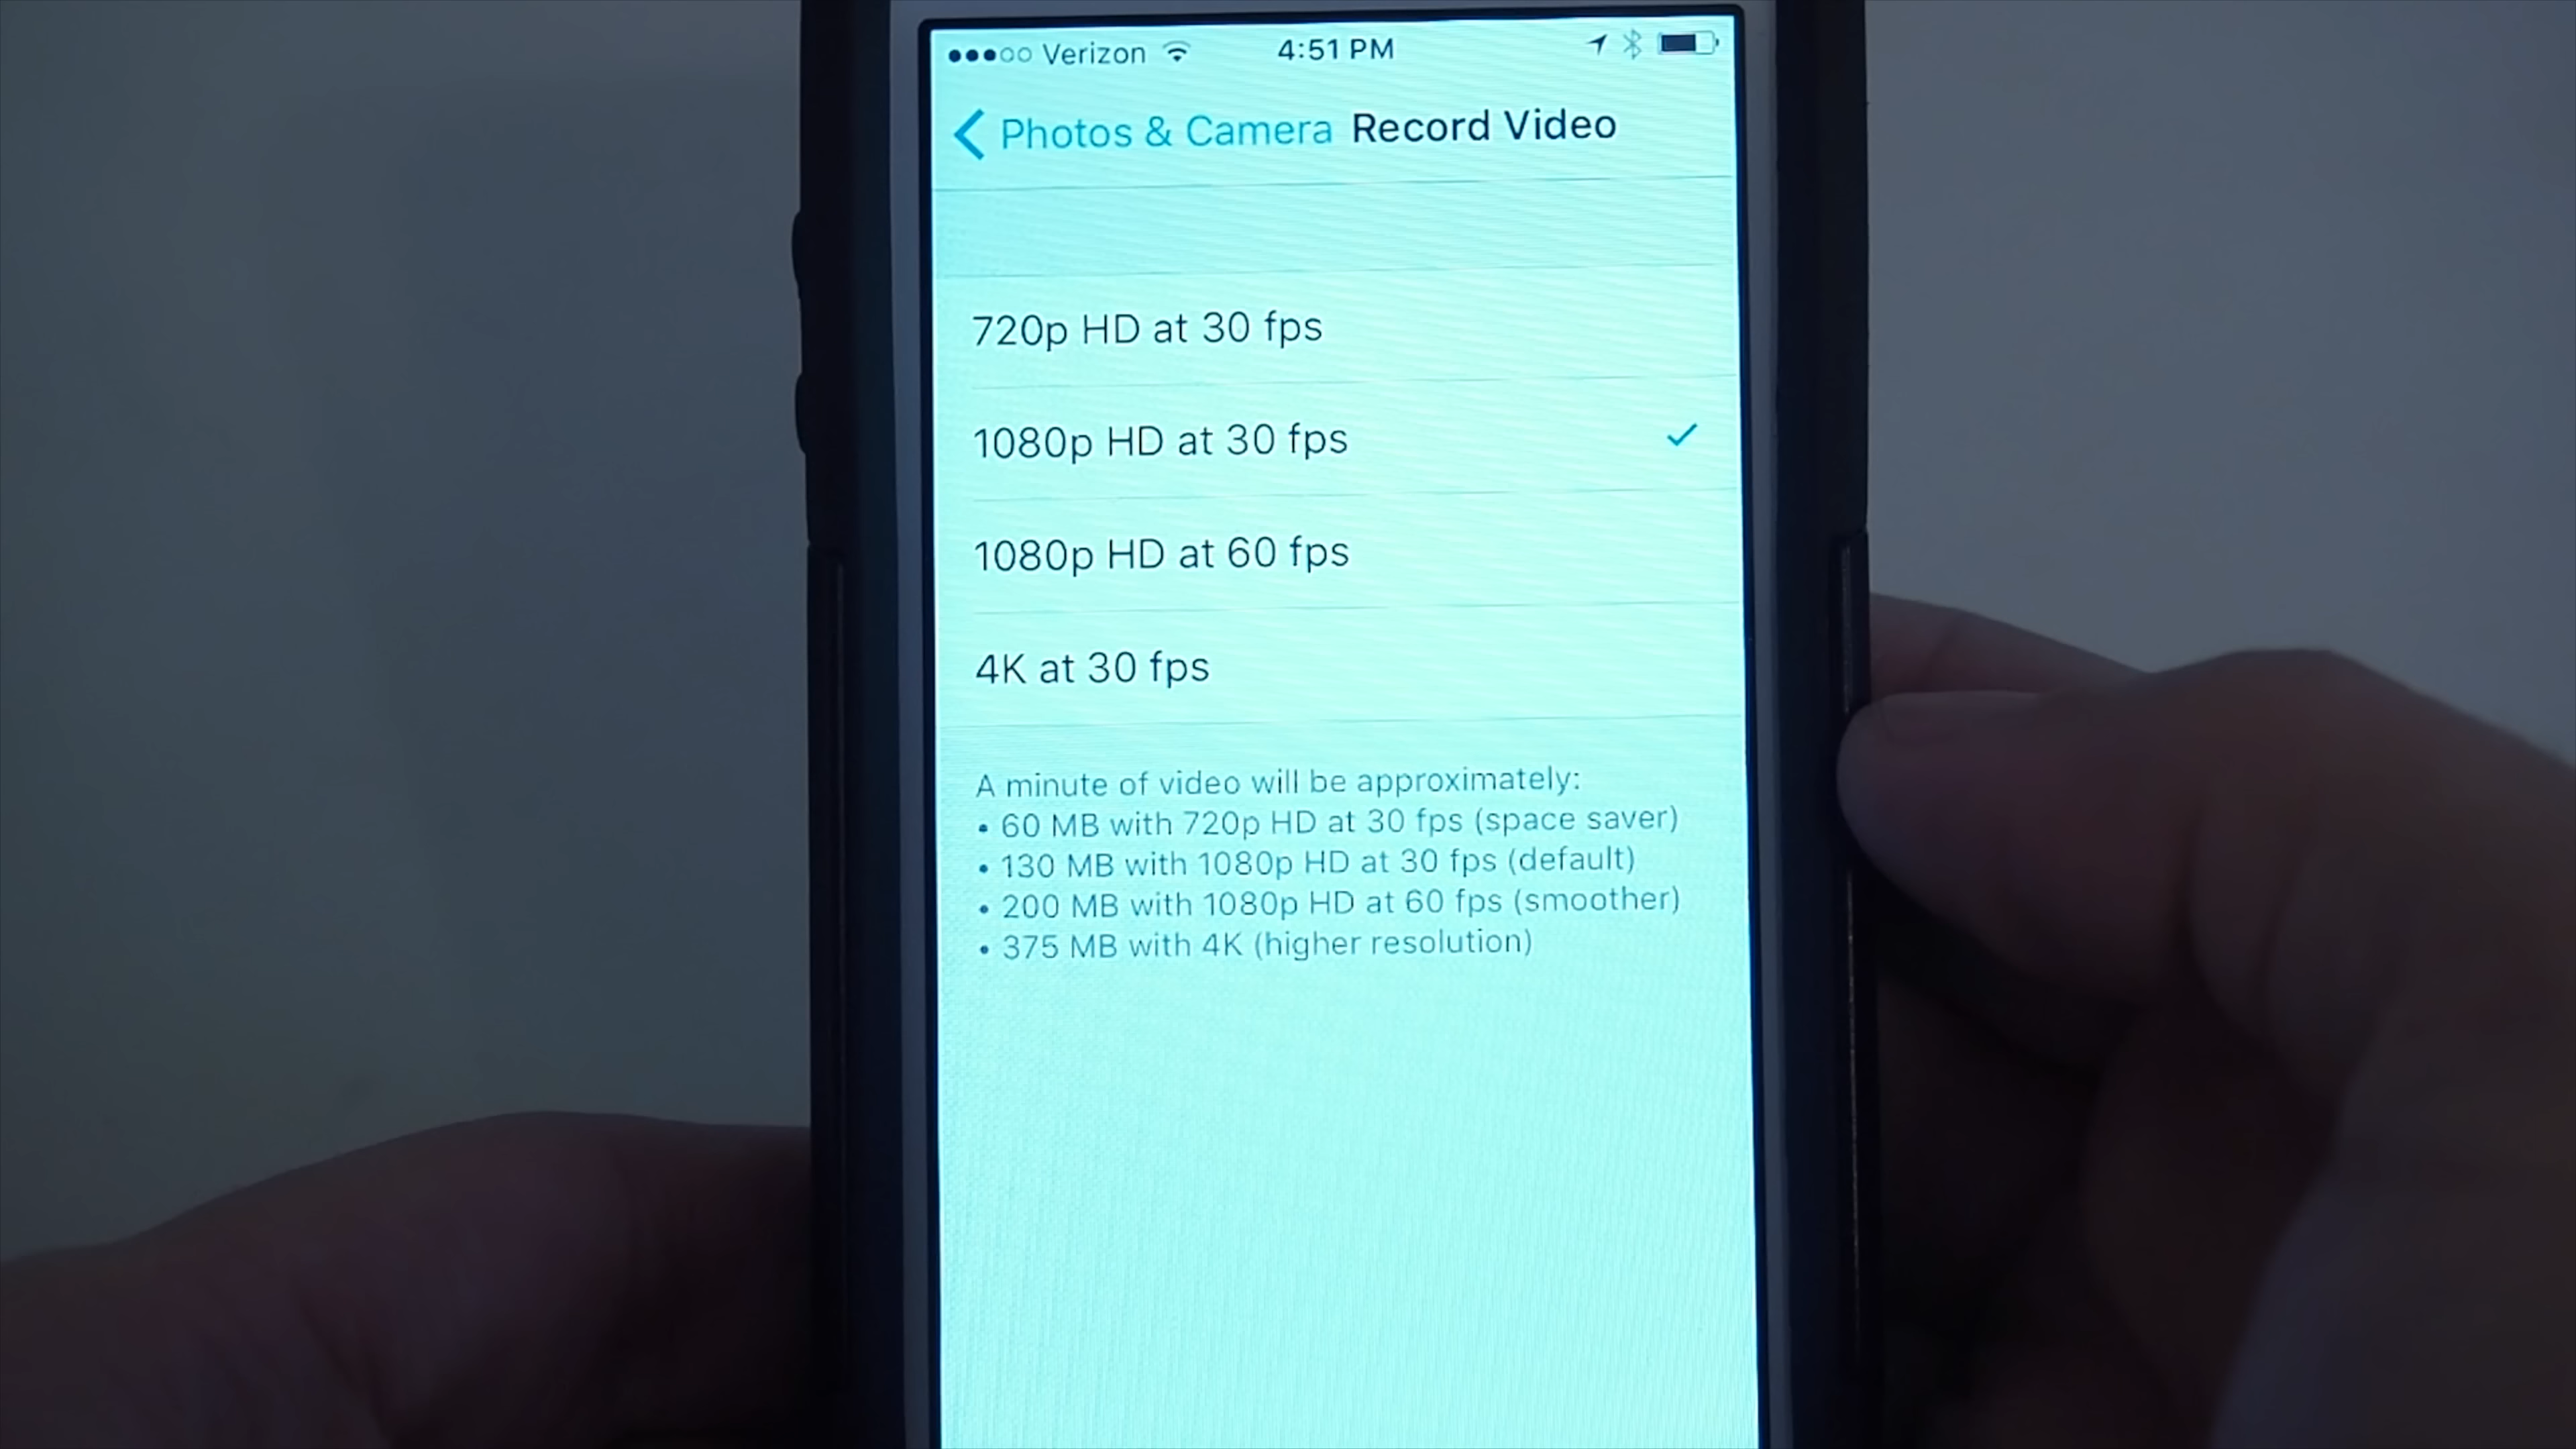 Verizon 4:51 PM
Photos & Camera Record Video
720p HD at 30 fps
1080p HD at 30 fps
1080p HD at 60 fps
4K at 30 fps
A minute of video will be approximately:
• 60 MB with 720p HD at 30 fps (space saver)
• 130 MB with 1080p HD at 30 fps (default)
• 200 MB with 1080p HD at 60 fps (smoother)
• 375 MB with 4K (higher resolution)